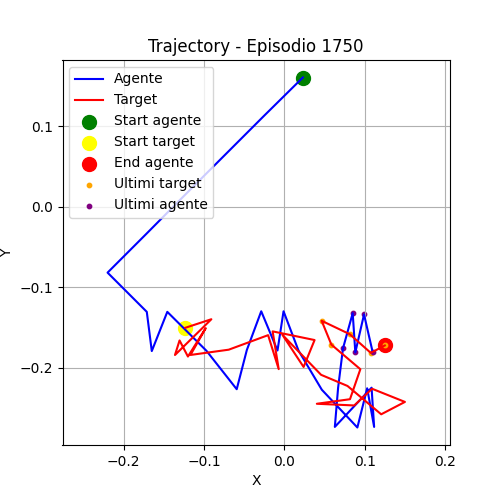 Trajectory - Episodio 1750
Agente
Target
Start agente
Start target
End agente
Ultimi target
Ultimi agente
0.1
0.0
−0.1
−0.2
Y
−0.2
−0.1
0.0
0.1
0.2
X